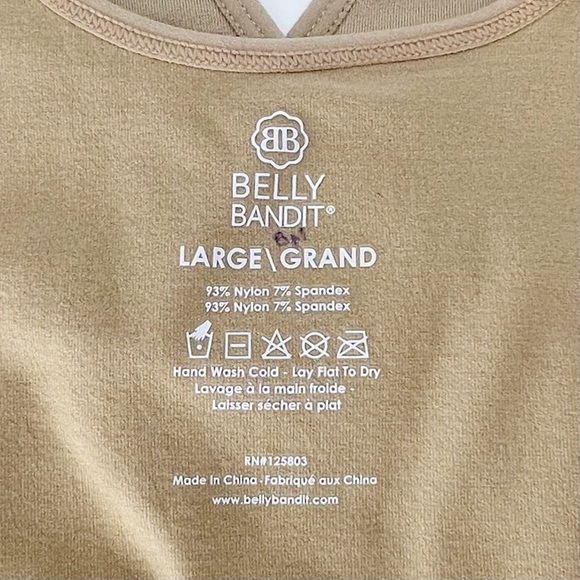 BB
BELLY
BANDIT®
LARGE\GRAND
93% Nylon 7% Spandex
93% Nylon 7% Spandex
Hand Wash Cold - Lay Flat To Dry
Lavage à la main froide -
Laisser sécher à plat
RN#125803
Made in China - Fabriqué aux China
www.bellybandit.com